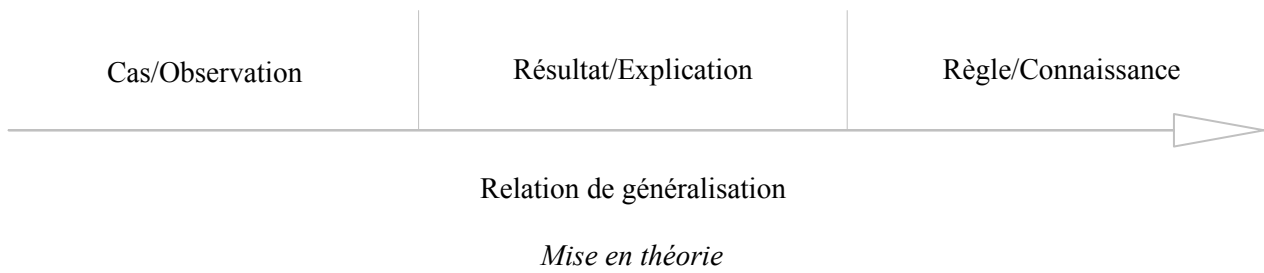 Cas/Observation
Résultat/Explication
Règle/Connaissance
Relation de généralisation
Mise en théorie